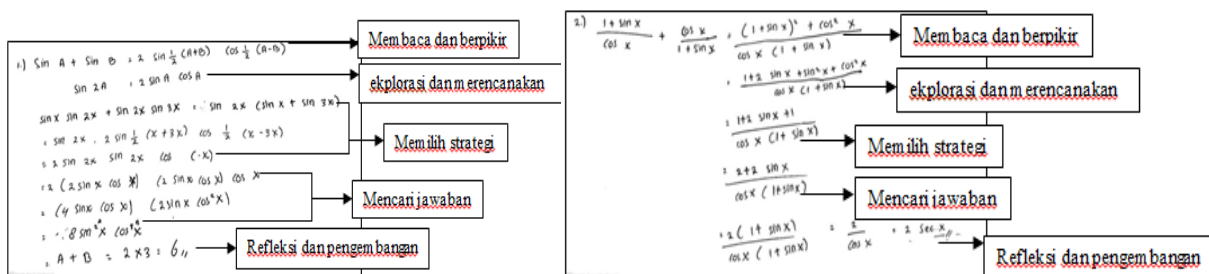 1.) Sin A + Sin B = 2 sin ½ (A+B) cos ½ (A-B)
sin 2A = 2 sin A cos A
sin x sin 2x + sin 2x sin 3x = sin 2x (sin x + sin 3x)
= sin 2x . 2 sin ½ (x + 3x) cos ½ (x - 3x)
= 2 sin 2x sin 2x cos (-x)
= 2 (2 sin x cos x) (2 sin x cos x) cos x
= (4 sin x cos x) (2 sin x cos² x)
= 8 sin² x cos³ x
= A + B = 2 x 3 = 6 //
Membaca dan berpikir
ekplorasi dan merencanakan
Memilih strategi
Mencari jawaban
Refleksi dan pengembangan
2.) (1 + sin x)/(cos x) + (cos x)/(1 + sin x) = ((1 + sin x)² + cos² x)/(cos x (1 + sin x))
= (1 + 2 sin x + sin² x + cos² x)/(cos x (1 + sin x))
= (1 + 2 sin x + 1)/(cos x (1 + sin x))
= (2 + 2 sin x)/(cos x (1 + sin x))
= 2 (1 + sin x)/(cos x (1 + sin x)) = 2/(cos x) = 2 sec x //
Membaca dan berpikir
ekplorasi dan merencanakan
Memilih strategi
Mencari jawaban
Refleksi dan pengembangan